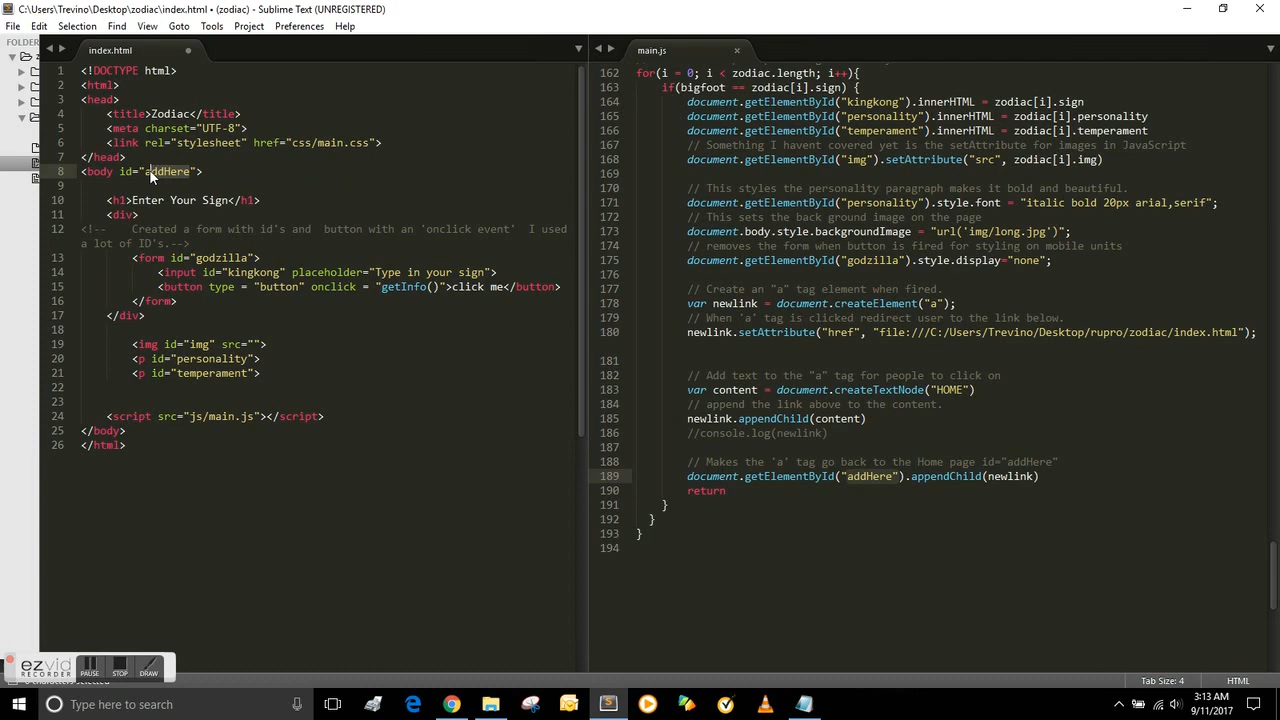 C:\Users\Trevino\Desktop\zodiac\index.html • (zodiac) - Sublime Text (UNREGISTERED)
File Edit Selection Find View Goto Tools Project Preferences Help
FOLDER
index.html
1 <!DOCTYPE html>
2 <html>
3 <head>
4 <title>Zodiac</title>
5 <meta charset="UTF-8">
6 <link rel="stylesheet" href="css/main.css">
7 </head>
8 <body id="addHere">
9
10 <h1>Enter Your Sign</h1>
11 <div>
12 <!-- Created a form with id's and button with an 'onclick event' I used
a lot of ID's.-->
13 <form id="godzilla">
14 <input id="kingkong" placeholder="Type in your sign">
15 <button type = "button" onclick = "getInfo()">click me</button>
16 </form>
17 </div>
18
19 <img id="img" src="">
20 <p id="personality">
21 <p id="temperament">
22
23
24 <script src="js/main.js"></script>
25 </body>
26 </html>
main.js
162 for(i = 0; i < zodiac.length; i++){
163 if(bigfoot == zodiac[i].sign) {
164 document.getElementById("kingkong").innerHTML = zodiac[i].sign
165 document.getElementById("personality").innerHTML = zodiac[i].personality
166 document.getElementById("temperament").innerHTML = zodiac[i].temperament
167 // Something I havent covered yet is the setAttribute for images in JavaScript
168 document.getElementById("img").setAttribute("src", zodiac[i].img)
169
170 // This styles the personality paragraph makes it bold and beautiful.
171 document.getElementById("personality").style.font = "italic bold 20px arial,serif";
172 // This sets the back ground image on the page
173 document.body.style.backgroundImage = "url('img/long.jpg')";
174 // removes the form when button is fired for styling on mobile units
175 document.getElementById("godzilla").style.display="none";
176
177 // Create an "a" tag element when fired.
178 var newlink = document.createElement("a");
179 // When 'a' tag is clicked redirect user to the link below.
180 newlink.setAttribute("href", "file:///C:/Users/Trevino/Desktop/rupro/zodiac/index.html");
181
182 // Add text to the "a" tag for people to click on
183 var content = document.createTextNode("HOME")
184 // append the link above to the content.
185 newlink.appendChild(content)
186 //console.log(newlink)
187
188 // Makes the 'a' tag go back to the Home page id="addHere"
189 document.getElementById("addHere").appendChild(newlink)
190 return
191 }
192 }
193 }
194
ezvid
RECORDER
PAUSE STOP DRAW
Tab Size: 4 HTML
Type here to search
3:13 AM
9/11/2017